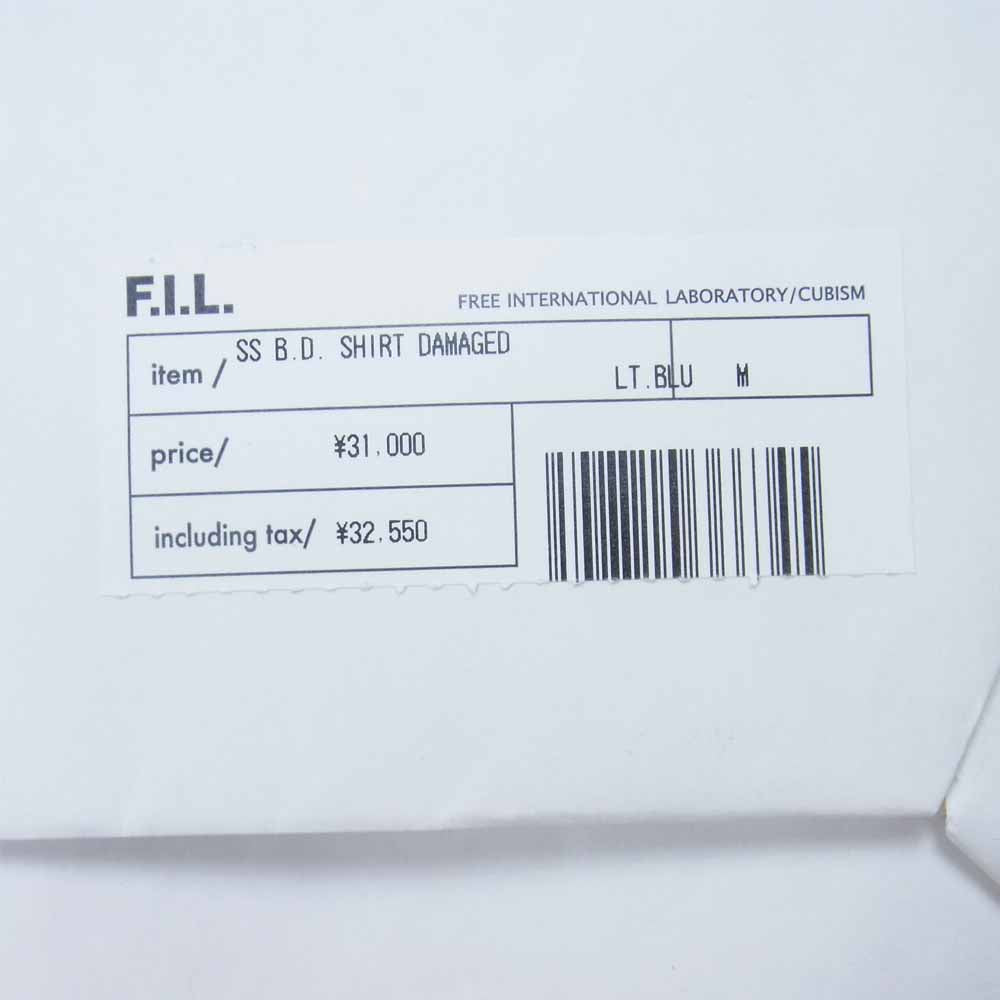 F.I.L.
FREE INTERNATIONAL LABORATORY/CUBISM
item / SS B.D. SHIRT DAMAGED
LT.BLU M
price/ ¥31,000
including tax/ ¥32,550